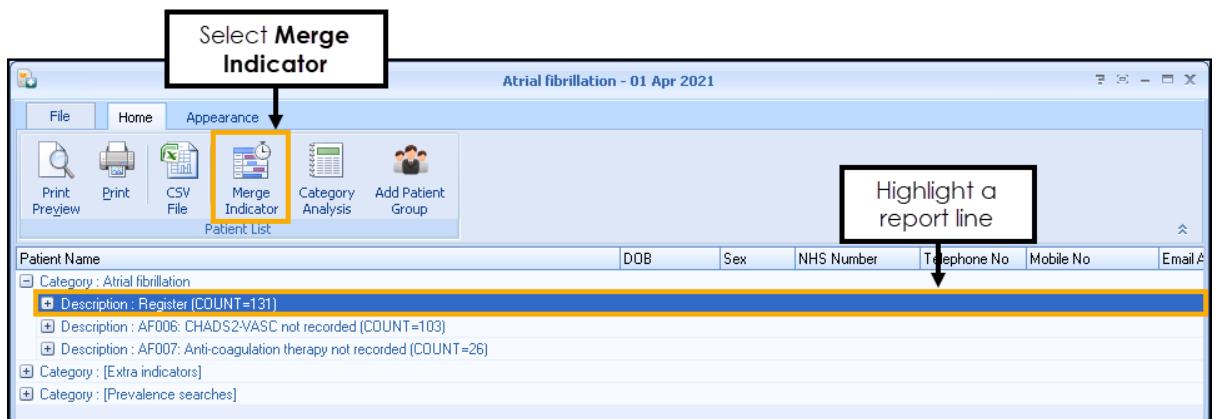 Select Merge
Indicator
Atrial fibrillation - 01 Apr 2021
File Home Appearance
Highlight a
report line
Print
Preview
Print
CSV
File
Merge
Indicator
Category
Analysis
Add Patient
Group
Patient List
Patient Name DOB Sex NHS Number Telephone No Mobile No Email A
Category : Atrial fibrillation
Description : Register (COUNT=131)
Description : AF006: CHADS2-VASC not recorded (COUNT=103)
Description : AF007: Anti-coagulation therapy not recorded (COUNT=26)
Category : [Extra indicators]
Category : [Prevalence searches]